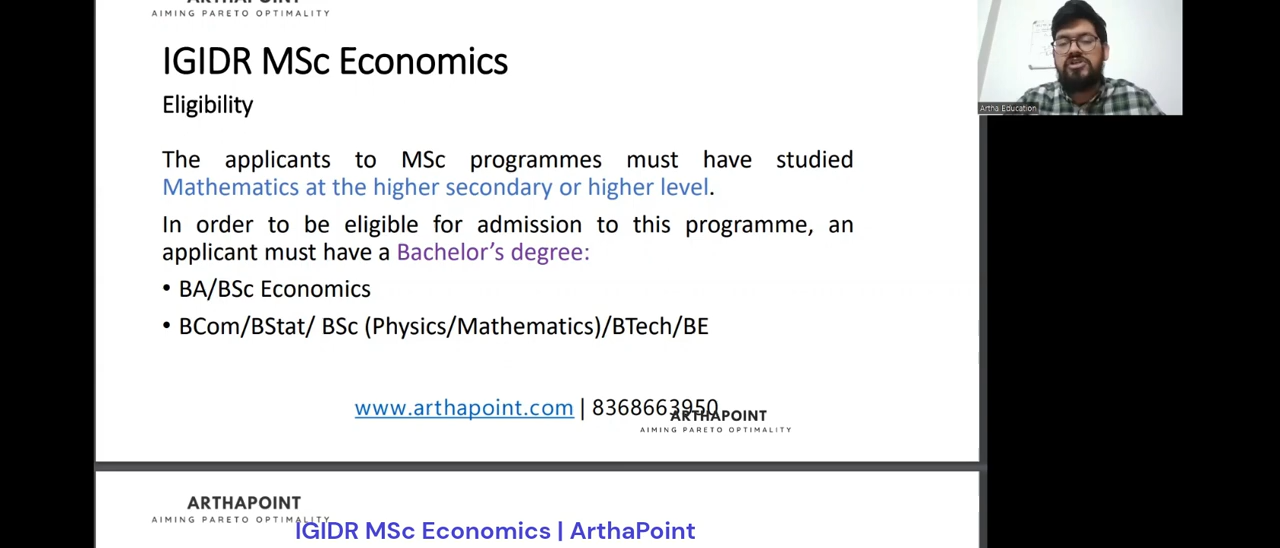 ARTHAPOINT
AIMING PARETO OPTIMALITY
IGIDR MSc Economics
Eligibility
The applicants to MSc programmes must have studied
Mathematics at the higher secondary or higher level.
In order to be eligible for admission to this programme, an
applicant must have a Bachelor's degree:
• BA/BSc Economics
• BCom/BStat/ BSc (Physics/Mathematics)/BTech/BE
www.arthapoint.com | 8368663950
ARTHAPOINT
AIMING PARETO OPTIMALITY
Artha Education
ARTHAPOINT
AIMING PARETO OPTIMALITY
IGIDR MSc Economics | ArthaPoint